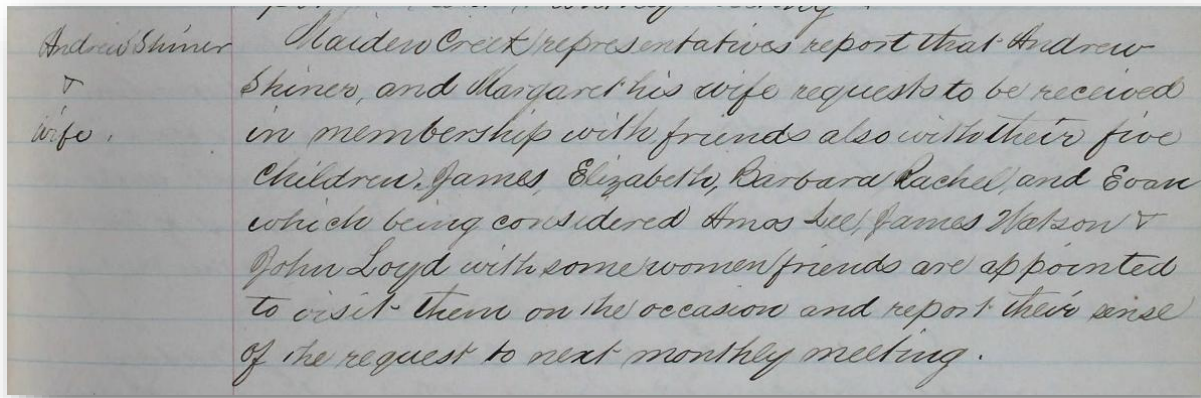 Andrew Shiner
&
wife.
Maiden Creek representatives report that Andrew
Shiner, and Margaret his wife requests to be received
in membership with friends also with their five
Children, James, Elizabeth, Barbara Rachel, and Evan
which being considered Amos Lee, James Watson &
John Loyd with some women friends are appointed
to visit them on the occasion and report their sense
of the request to next monthly meeting.